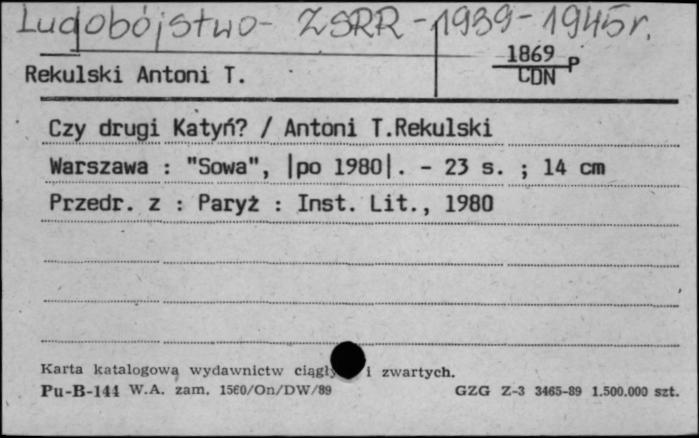 Ludobójstwo - ZSRR - 1939 - 1945 r.
1869 P
CDN
Rekulski Antoni T.
Czy drugi Katyń? / Antoni T.Rekulski
Warszawa : "Sowa", |po 1980|. - 23 s. ; 14 cm
Przedr. z : Paryż : Inst. Lit., 1980
Karta katalogowa wydawnictw i zwartych.
Pu-B-144 W.A. zam. 1560/On/DW/89 GZG Z-3 3465-89 1.500.000 szt.